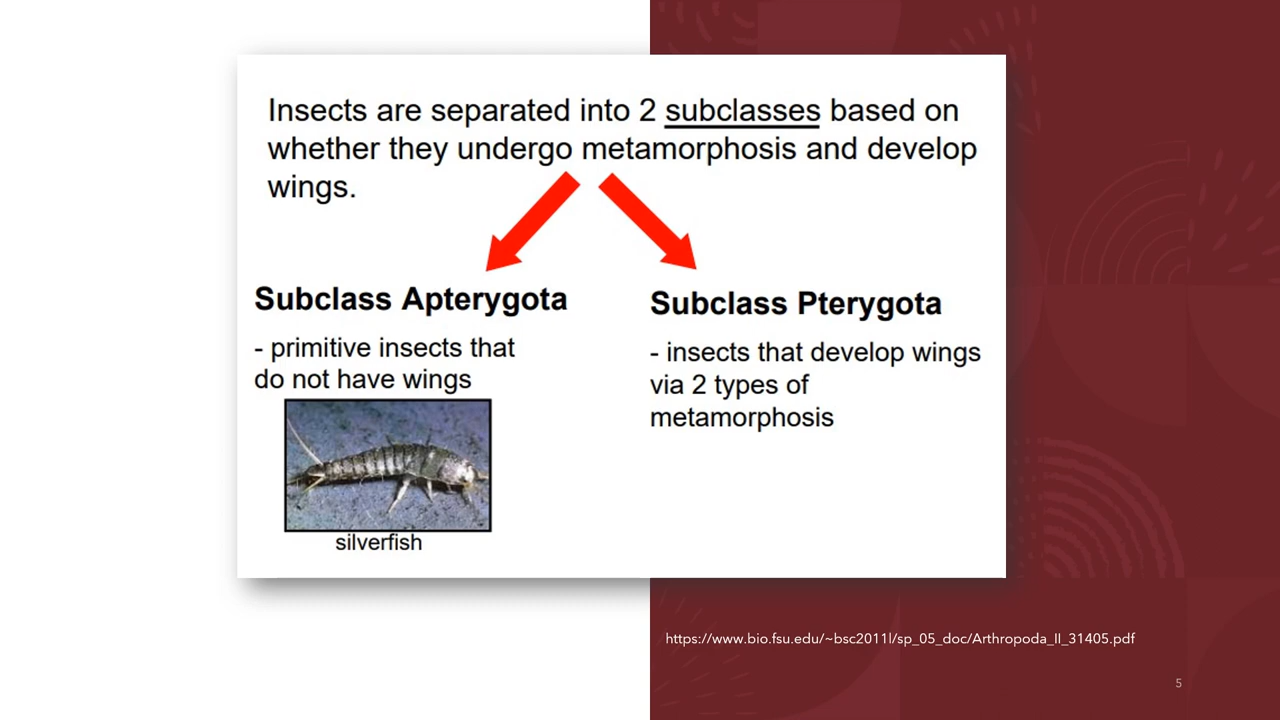 Insects are separated into 2 subclasses based on
whether they undergo metamorphosis and develop
wings.
Subclass Apterygota
- primitive insects that
do not have wings
silverfish
Subclass Pterygota
- insects that develop wings
via 2 types of
metamorphosis
https://www.bio.fsu.edu/~bsc2011l/sp_05_doc/Arthropoda_II_31405.pdf
5